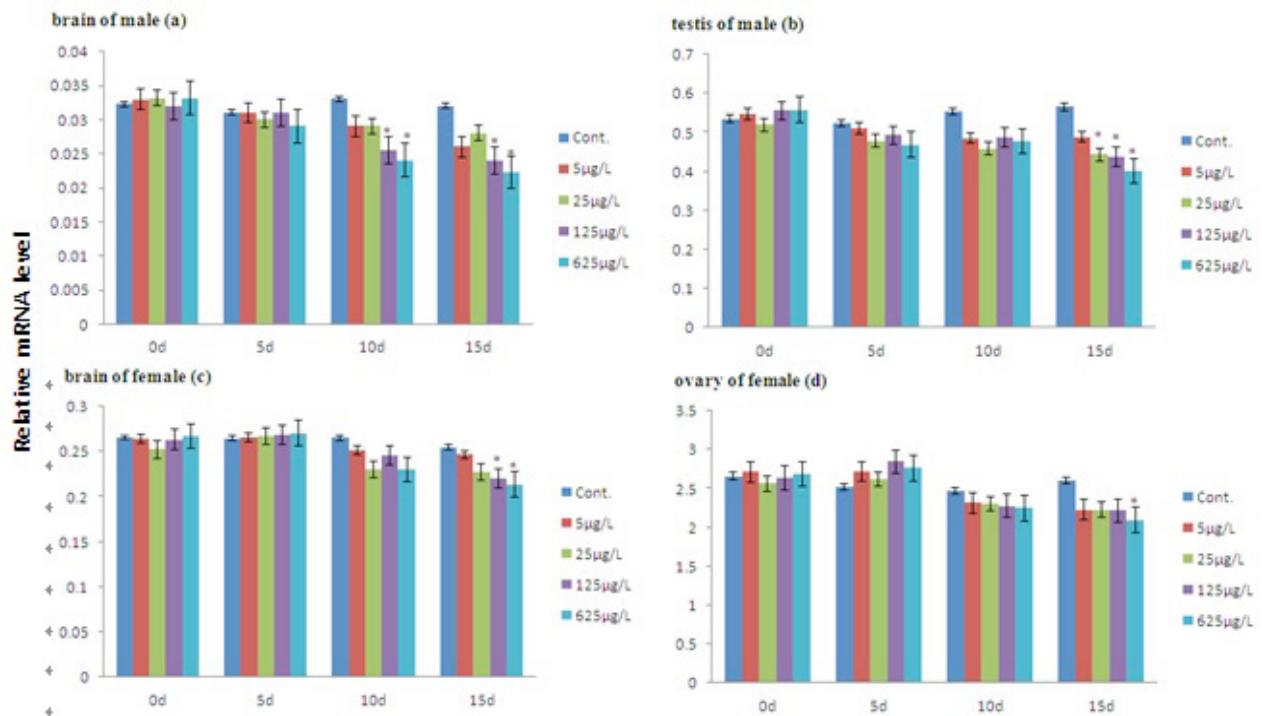 brain of male (a)
0.04
0.035
0.03
0.025
0.02
0.015
0.01
0.005
0
0d 5d 10d 15d
* * * *
Cont.
5μg/L
25μg/L
125μg/L
625μg/L
testis of male (b)
0.7
0.6
0.5
0.4
0.3
0.2
0.1
0
0d 5d 10d 15d
* * *
Cont.
5μg/L
25μg/L
125μg/L
625μg/L
Relative mRNA level
brain of female (c)
0.3
0.25
0.2
0.15
0.1
0.05
0
0d 5d 10d 15d
* *
Cont.
5μg/L
25μg/L
125μg/L
625μg/L
ovary of female (d)
3.5
3
2.5
2
1.5
1
0.5
0
0d 5d 10d 15d
*
Cont.
5μg/L
25μg/L
125μg/L
625μg/L